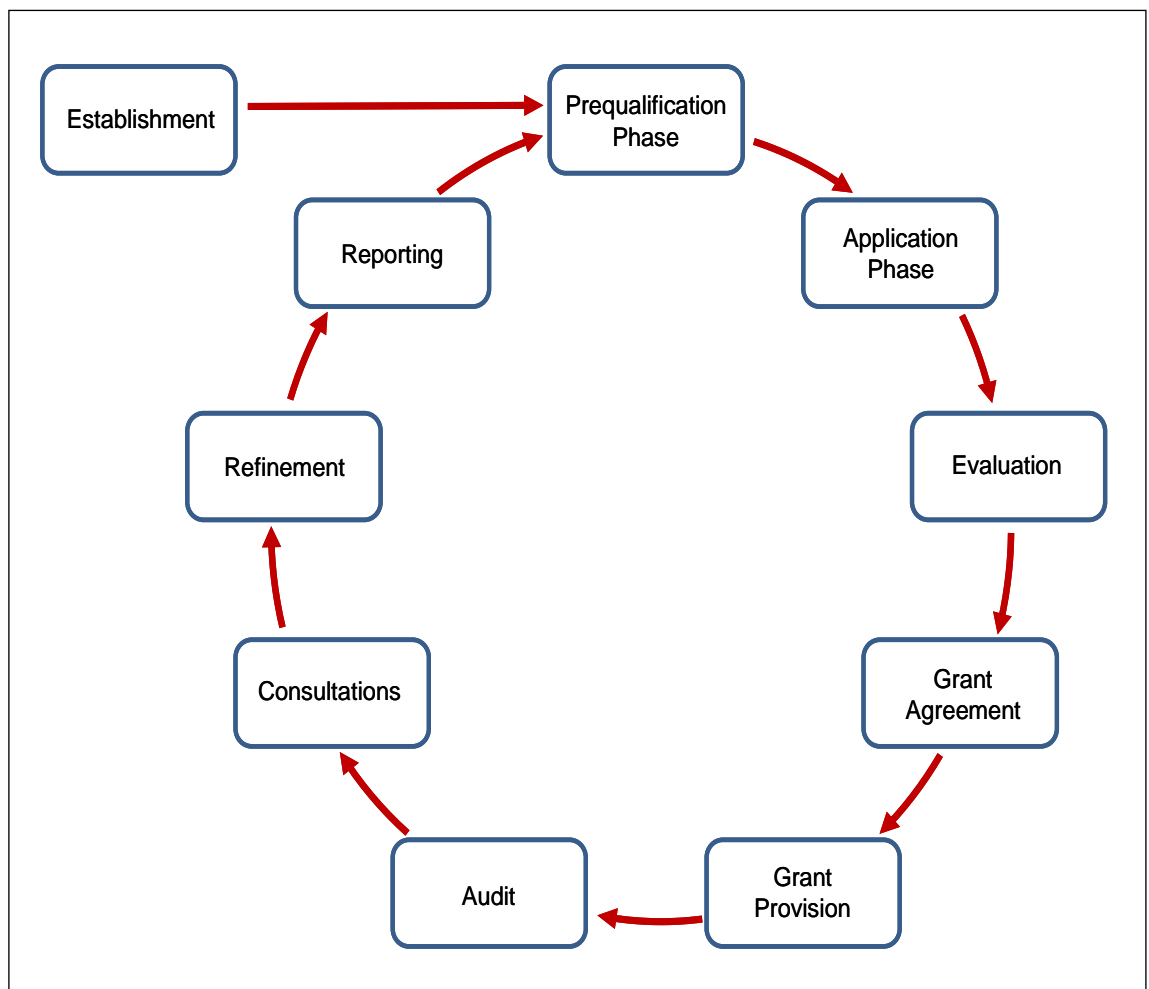 Establishment
Prequalification
Phase
Application
Phase
Evaluation
Grant
Agreement
Grant
Provision
Audit
Consultations
Refinement
Reporting